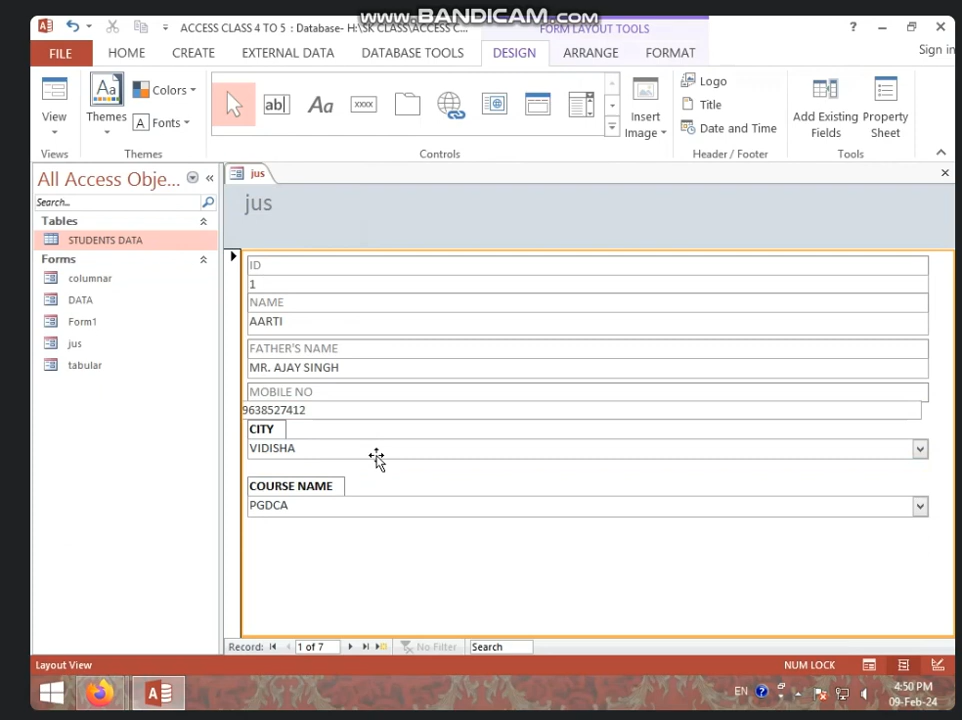 www.BANDICAM.com
ACCESS CLASS 4 TO 5 : Database- H:\SK CLASS\ACCESS C...
FORM LAYOUT TOOLS
?
FILE
HOME
CREATE
EXTERNAL DATA
DATABASE TOOLS
DESIGN
ARRANGE
FORMAT
Sign in
View
Aa
Themes
Colors
A Fonts
ab|
Aa
xxxx
Insert
Image
Logo
Title
Date and Time
Add Existing
Fields
Property
Sheet
Views
Themes
Controls
Header / Footer
Tools
All Access Obje...
Search...
Tables
STUDENTS DATA
Forms
columnar
DATA
Form1
jus
tabular
jus
jus
ID
1
NAME
AARTI
FATHER'S NAME
MR. AJAY SINGH
MOBILE NO
9638527412
CITY
VIDISHA
COURSE NAME
PGDCA
Record:
1 of 7
No Filter
Search
Layout View
NUM LOCK
EN
4:50 PM
09-Feb-24